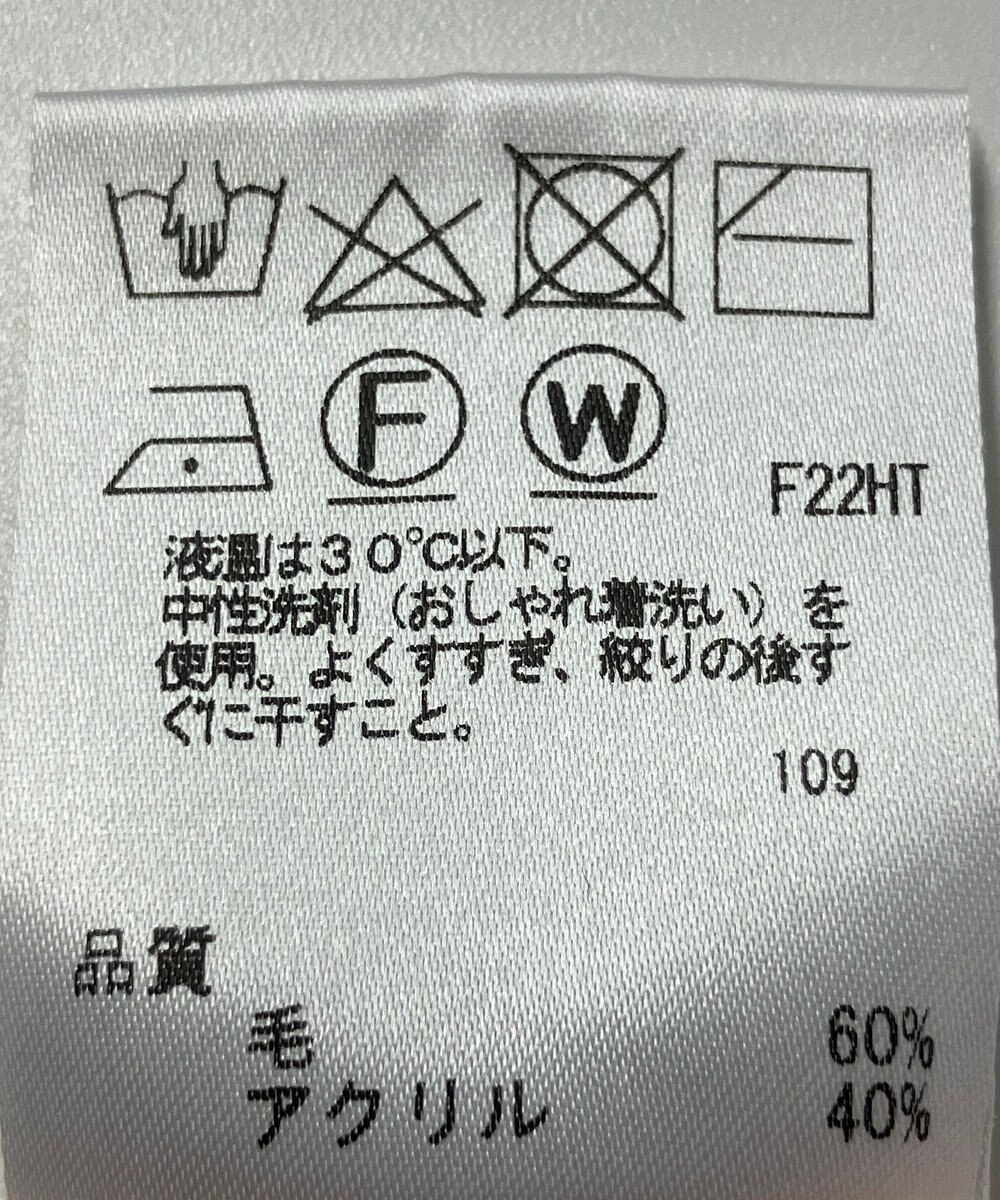 F W
F22HT
液温は30℃以下。
中性洗剤（おしゃれ着洗い）を
使用。よくすすぎ、絞りの後す
ぐに干すこと。
109
品質
毛 60%
アクリル 40%